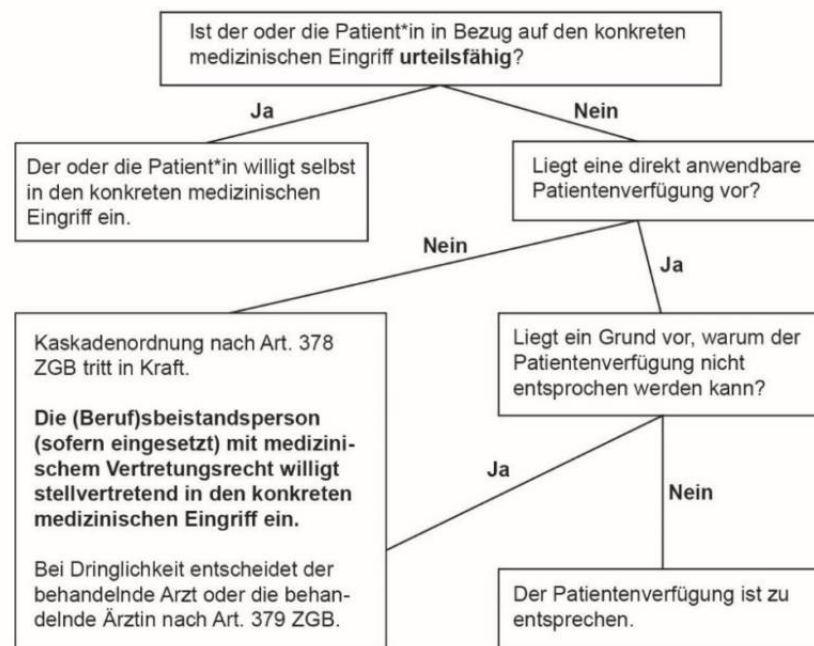 Ist der oder die Patient*in in Bezug auf den konkreten
medizinischen Eingriff urteilsfähig?
Ja
Nein
Der oder die Patient*in willigt selbst
in den konkreten medizinischen
Eingriff ein.
Liegt eine direkt anwendbare
Patientenverfügung vor?
Nein
Ja
Kaskadenordnung nach Art. 378
ZGB tritt in Kraft.
Die (Beruf)sbeistandsperson
(sofern eingesetzt) mit medizini-
schem Vertretungsrecht willigt
stellvertretend in den konkreten
medizinischen Eingriff ein.
Bei Dringlichkeit entscheidet der
behandelnde Arzt oder die behan-
delnde Ärztin nach Art. 379 ZGB.
Liegt ein Grund vor, warum der
Patientenverfügung nicht
entsprochen werden kann?
Ja
Nein
Der Patientenverfügung ist zu
entsprechen.